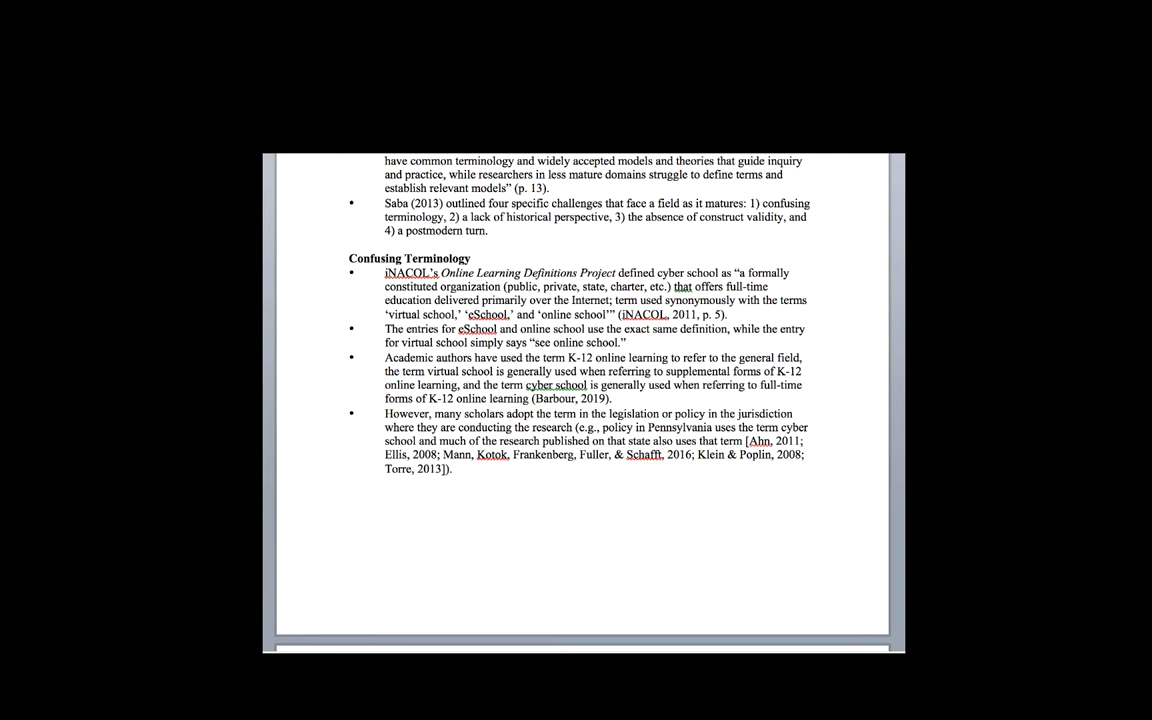 have common terminology and widely accepted models and theories that guide inquiry
and practice, while researchers in less mature domains struggle to define terms and
establish relevant models” (p. 13).
• Saba (2013) outlined four specific challenges that face a field as it matures: 1) confusing
terminology, 2) a lack of historical perspective, 3) the absence of construct validity, and
4) a postmodern turn.
Confusing Terminology
• iNACOL’s Online Learning Definitions Project defined cyber school as “a formally
constituted organization (public, private, state, charter, etc.) that offers full-time
education delivered primarily over the Internet; term used synonymously with the terms
‘virtual school,’ ‘eSchool,’ and ‘online school’” (iNACOL, 2011, p. 5).
• The entries for eSchool and online school use the exact same definition, while the entry
for virtual school simply says “see online school.”
• Academic authors have used the term K-12 online learning to refer to the general field,
the term virtual school is generally used when referring to supplemental forms of K-12
online learning, and the term cyber school is generally used when referring to full-time
forms of K-12 online learning (Barbour, 2019).
• However, many scholars adopt the term in the legislation or policy in the jurisdiction
where they are conducting the research (e.g., policy in Pennsylvania uses the term cyber
school and much of the research published on that state also uses that term [Ahn, 2011;
Ellis, 2008; Mann, Kotok, Frankenberg, Fuller, & Schafft, 2016; Klein & Poplin, 2008;
Torre, 2013]).